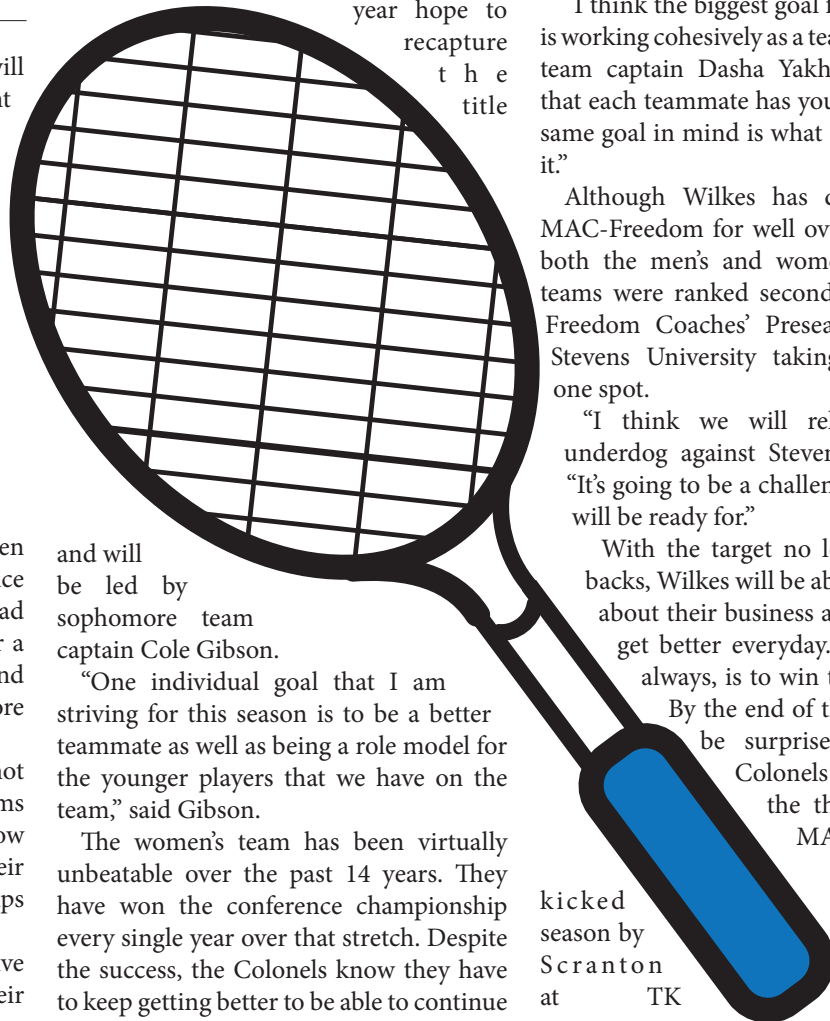 ill
t
en
ce
ad
r a
nd
ore
not
ms
ow
eir
ps
ve
eir
and will
be led by
sophomore team
captain Cole Gibson.
“One individual goal that I am
striving for this season is to be a better
teammate as well as being a role model for
the younger players that we have on the
team,” said Gibson.
The women’s team has been virtually
unbeatable over the past 14 years. They
have won the conference championship
every single year over that stretch. Despite
the success, the Colonels know they have
to keep getting better to be able to continue
year hope to
recapture
the
title
I think the biggest goal f
is working cohesively as a tea
team captain Dasha Yakh
that each teammate has you
same goal in mind is what
it.”
Although Wilkes has d
MAC-Freedom for well ov
both the men’s and wome
teams were ranked second
Freedom Coaches’ Presea
Stevens University taking
one spot.
“I think we will rel
underdog against Steven
“It’s going to be a challen
will be ready for.”
With the target no l
backs, Wilkes will be ab
about their business a
get better everyday.
always, is to win t
By the end of t
be surprise
Colonels
the th
MA
kicked
season by
Scranton
at TK